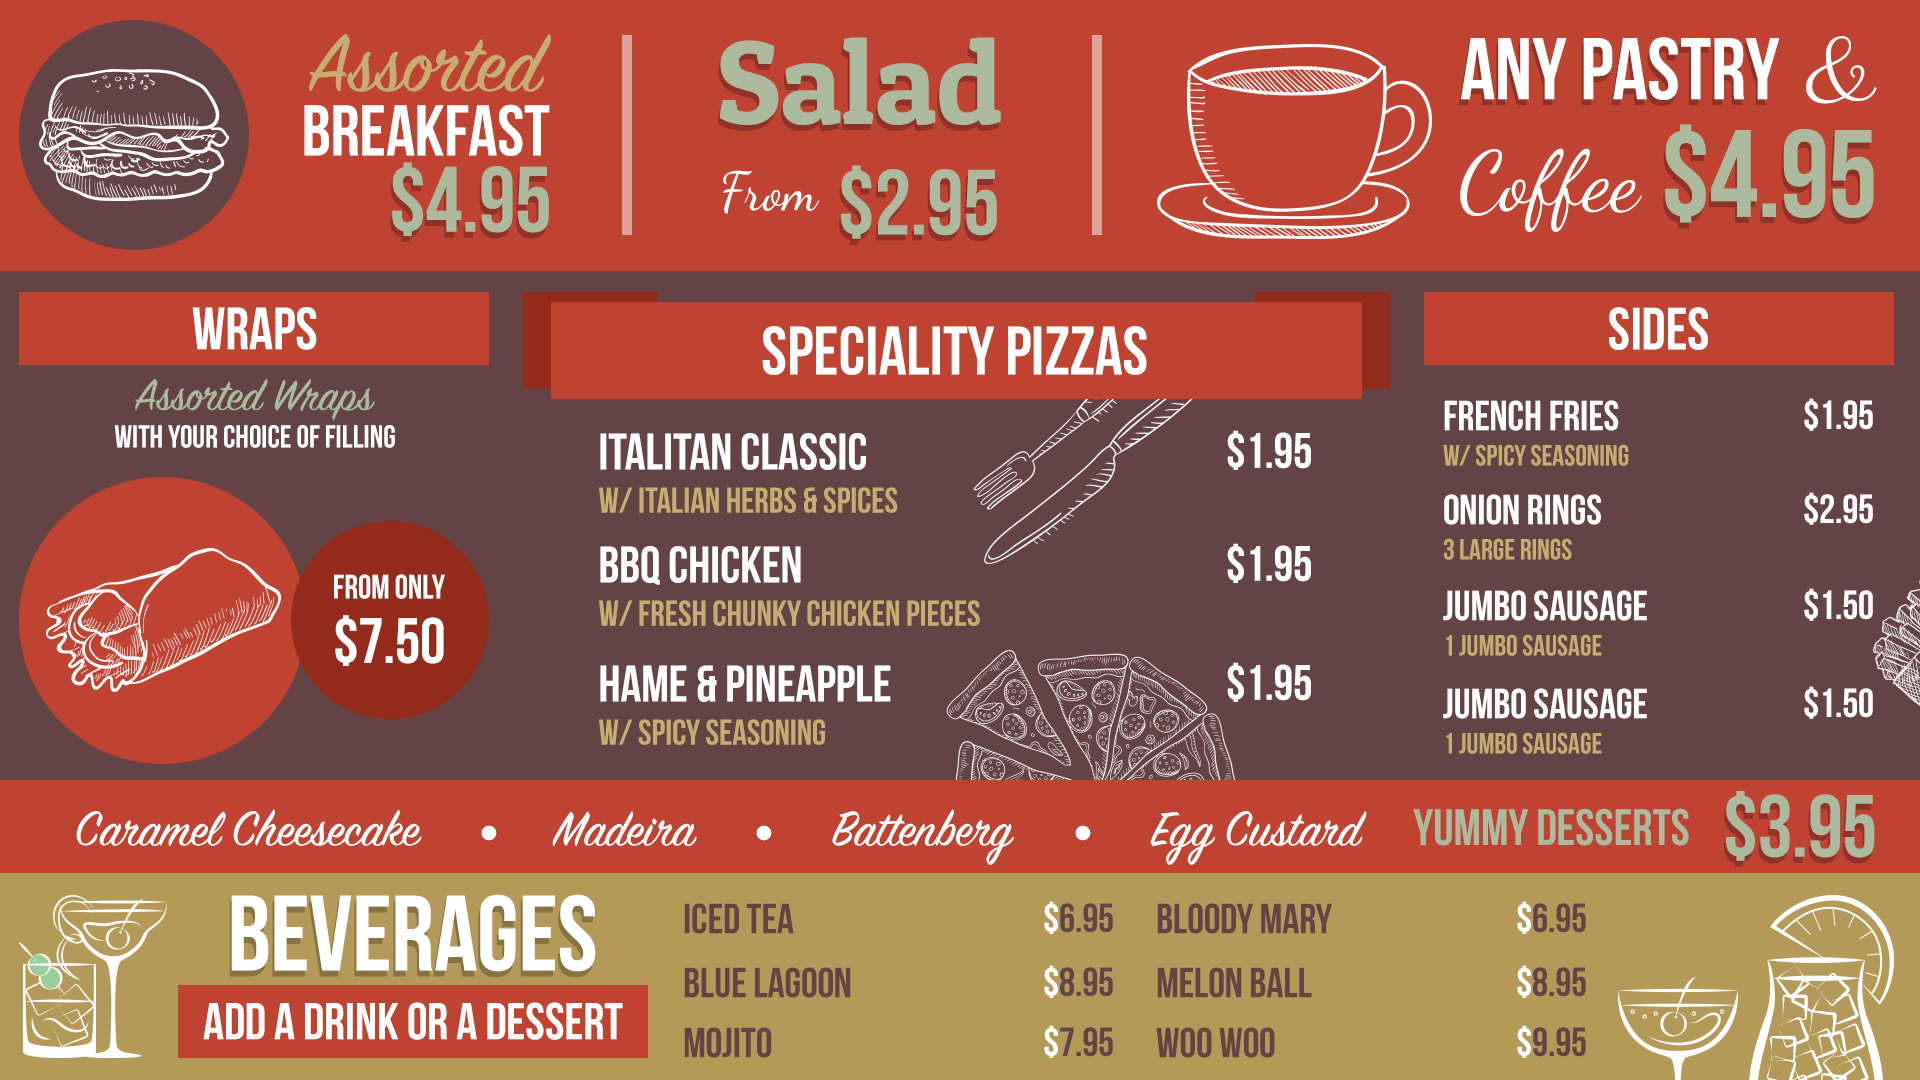 Assorted
BREAKFAST
$4.95
Salad
From $2.95
ANY PASTRY &
Coffee $4.95
WRAPS
Assorted Wraps
WITH YOUR CHOICE OF FILLING
FROM ONLY
$7.50
SPECIALITY PIZZAS
ITALITAN CLASSIC $1.95
W/ ITALIAN HERBS & SPICES
BBQ CHICKEN $1.95
W/ FRESH CHUNKY CHICKEN PIECES
HAME & PINEAPPLE $1.95
W/ SPICY SEASONING
SIDES
FRENCH FRIES $1.95
W/ SPICY SEASONING
ONION RINGS $2.95
3 LARGE RINGS
JUMBO SAUSAGE $1.50
1 JUMBO SAUSAGE
JUMBO SAUSAGE $1.50
1 JUMBO SAUSAGE
Caramel Cheesecake • Madeira • Battenberg • Egg Custard YUMMY DESSERTS $3.95
BEVERAGES
ADD A DRINK OR A DESSERT
ICED TEA $6.95 BLOODY MARY $6.95
BLUE LAGOON $8.95 MELON BALL $8.95
MOJITO $7.95 WOO WOO $9.95